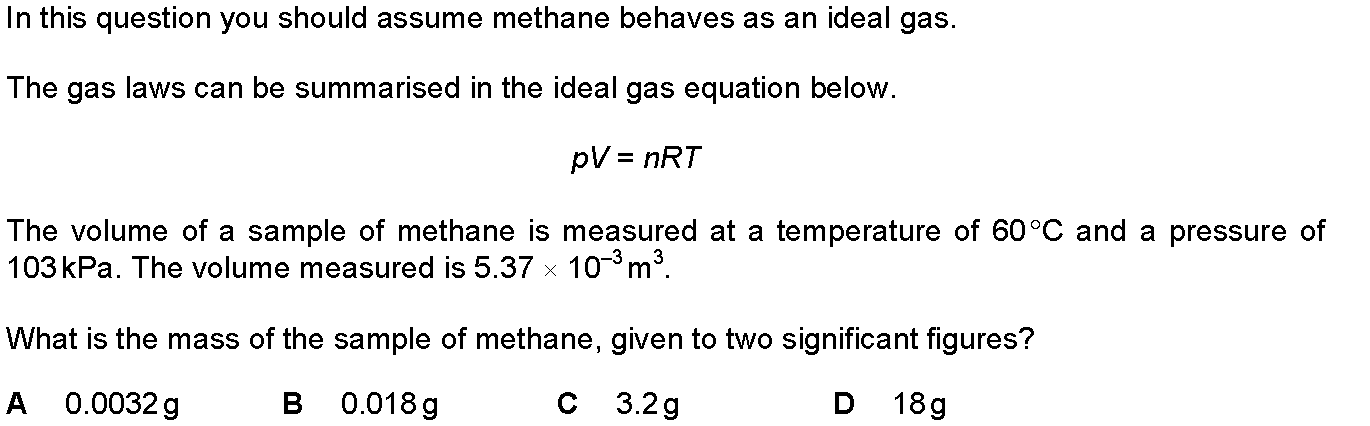 In this question you should assume methane behaves as an ideal gas.
The gas laws can be summarised in the ideal gas equation below.
pV = nRT
The volume of a sample of methane is measured at a temperature of 60 °C and a pressure of
103 kPa. The volume measured is 5.37 × 10⁻³ m³.
What is the mass of the sample of methane, given to two significant figures?
A 0.0032 g B 0.018 g C 3.2 g D 18 g